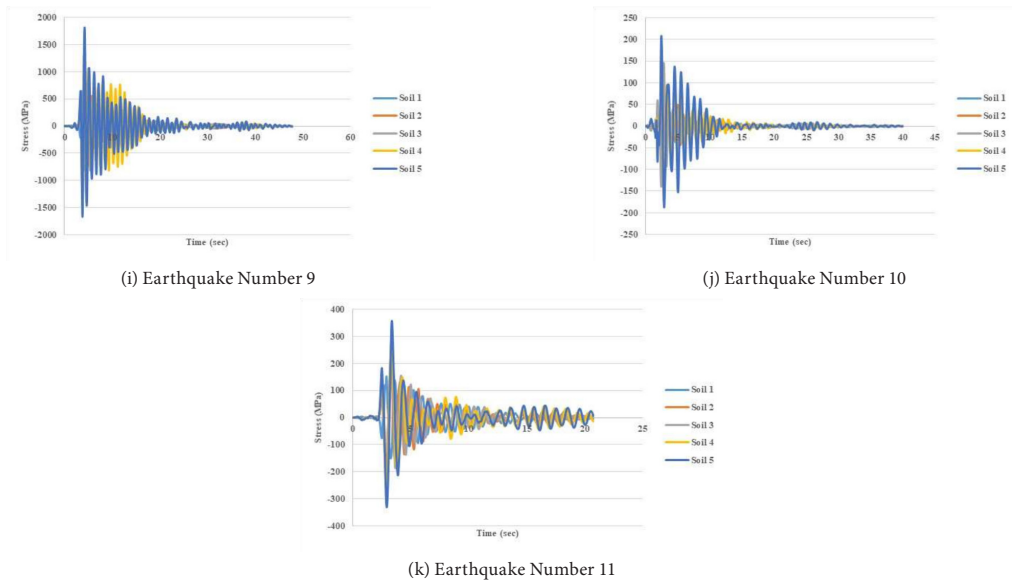 2000
1500
1000
500
0
-500
-1000
-1500
-2000
Stress (MPa)
0 10 20 30 40 50 60
Time (sec)
Soil 1
Soil 2
Soil 3
Soil 4
Soil 5
(i) Earthquake Number 9
250
200
150
100
50
0
-50
-100
-150
-200
-250
Stress (MPa)
0 5 10 15 20 25 30 35 40 45
Time (sec)
Soil 1
Soil 2
Soil 3
Soil 4
Soil 5
(j) Earthquake Number 10
400
300
200
100
0
-100
-200
-300
-400
Stress (MPa)
0 5 10 15 20 25
Time (sec)
Soil 1
Soil 2
Soil 3
Soil 4
Soil 5
(k) Earthquake Number 11